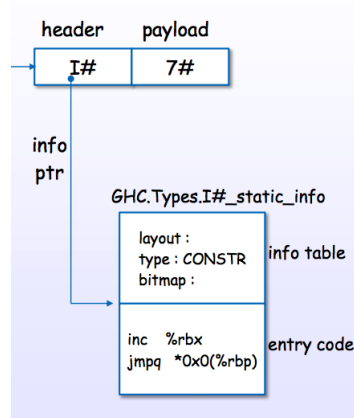 header payload
I# 7#
info
ptr
GHC.Types.I#_static_info
layout :
type : CONSTR
bitmap :
info table
inc %rbx
jmpq *0x0(%rbp)
entry code